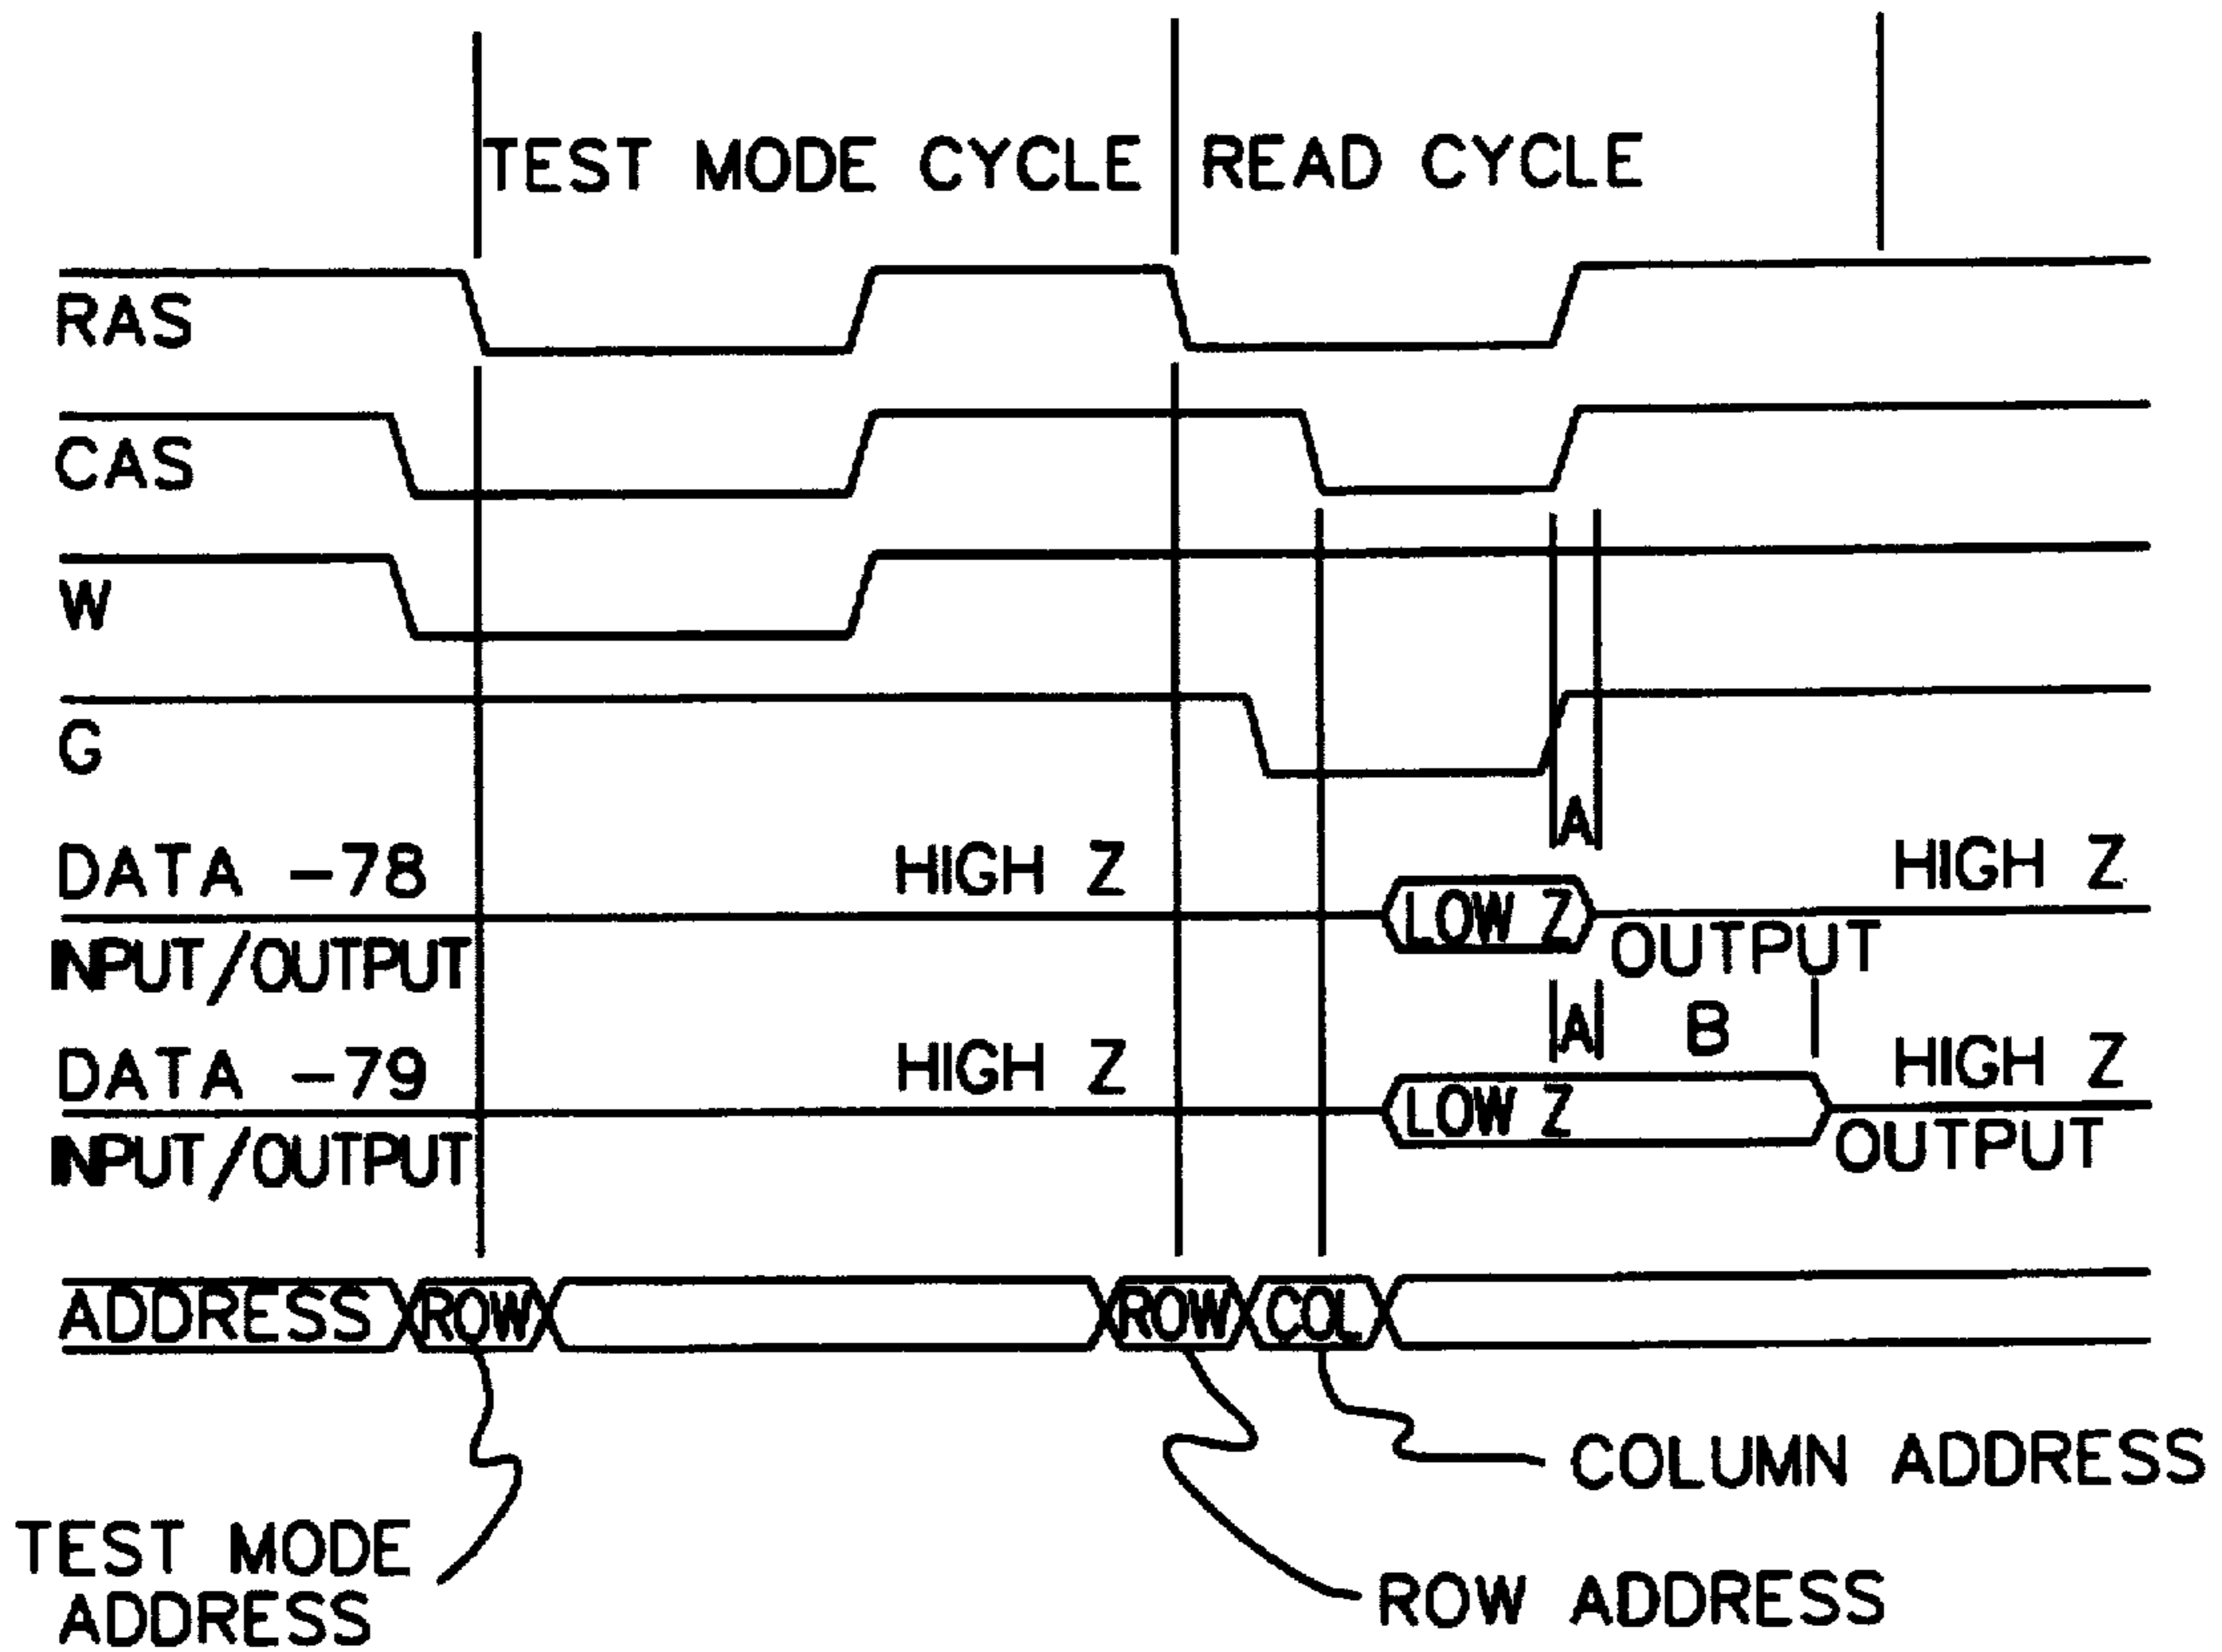 TEST MODE CYCLE READ CYCLE
RAS
CAS
W
G
A
DATA -78 HIGH Z LOW Z HIGH Z
INPUT/OUTPUT OUTPUT
A B
DATA -79 HIGH Z LOW Z HIGH Z
INPUT/OUTPUT OUTPUT
ADDRESS ROW ROW COL
COLUMN ADDRESS
TEST MODE
ADDRESS
ROW ADDRESS